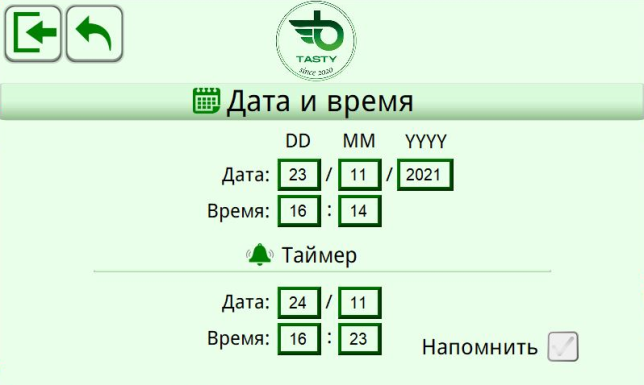 TASTY
since 2020
Дата и время
DD MM YYYY
Дата: 23 / 11 / 2021
Время: 16 : 14
Таймер
Дата: 24 / 11
Время: 16 : 23
Напомнить